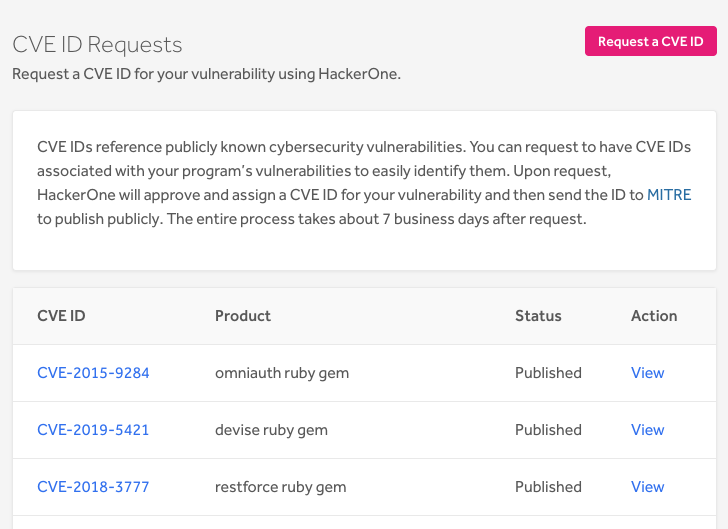 CVE ID Requests
Request a CVE ID
Request a CVE ID for your vulnerability using HackerOne.
CVE IDs reference publicly known cybersecurity vulnerabilities. You can request to have CVE IDs
associated with your program's vulnerabilities to easily identify them. Upon request,
HackerOne will approve and assign a CVE ID for your vulnerability and then send the ID to MITRE
to publish publicly. The entire process takes about 7 business days after request.
CVE ID Product Status Action
CVE-2015-9284 omniauth ruby gem Published View
CVE-2019-5421 devise ruby gem Published View
CVE-2018-3777 restforce ruby gem Published View